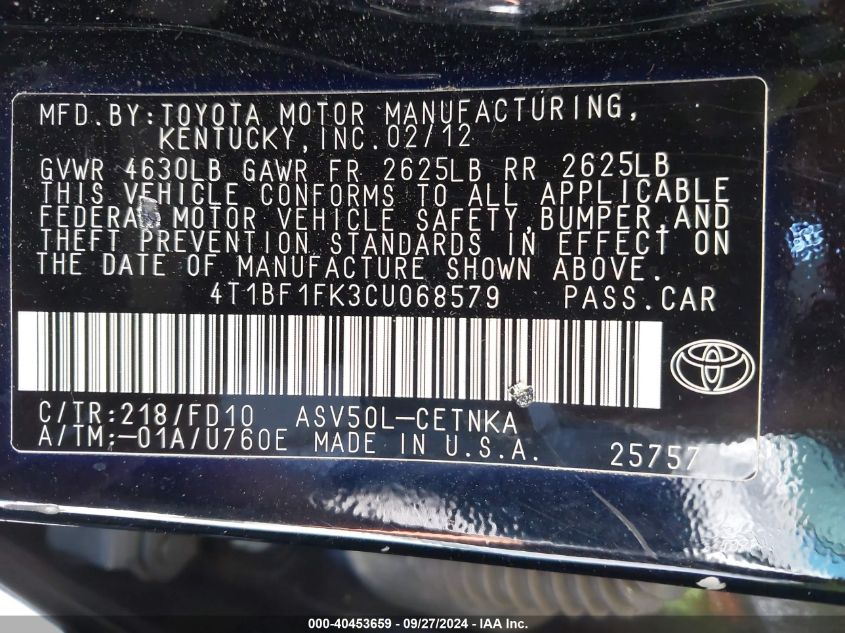 MFD.BY:TOYOTA MOTOR MANUFACTURING,
KENTUCKY,INC.02/12
GVWR 4630LB GAWR FR 2625LB RR 2625LB
THIS VEHICLE CONFORMS TO ALL APPLICABLE
FEDERAL MOTOR VEHICLE SAFETY,BUMPER,AND
THEFT PREVENTION STANDARDS IN EFFECT ON
THE DATE OF MANUFACTURE SHOWN ABOVE.
4T1BF1FK3CU068579 PASS.CAR
C/TR:218/FD10 ASV50L-CETNKA
A/TM:-01A/U760E MADE IN U.S.A. 25757
000-40453659 / 09/27/2024 - IAA Inc.